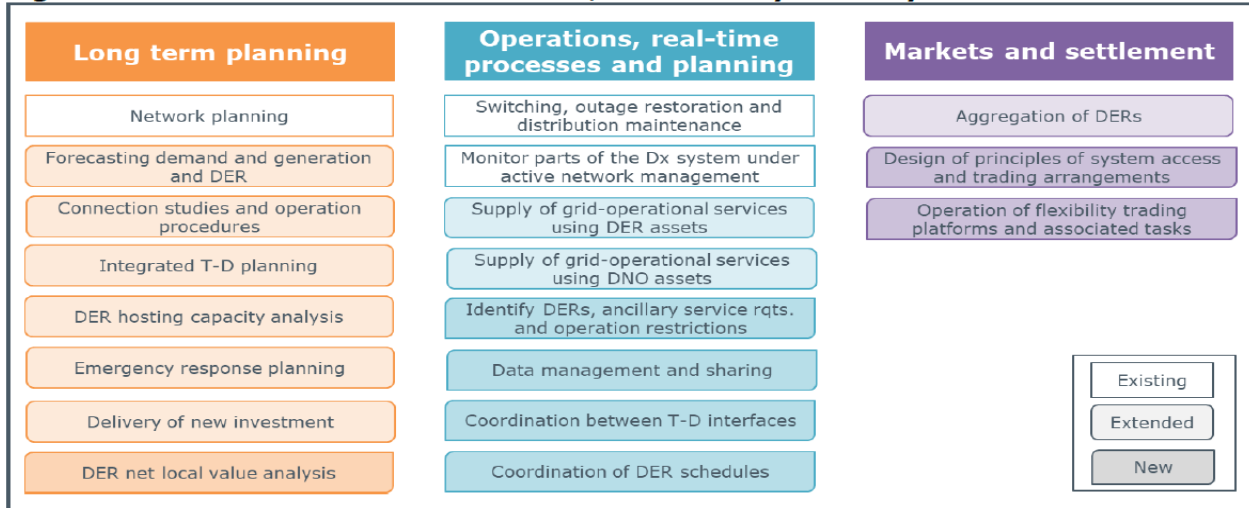 Long term planning
Network planning
Forecasting demand and generation
and DER
Connection studies and operation
procedures
Integrated T-D planning
DER hosting capacity analysis
Emergency response planning
Delivery of new investment
DER net local value analysis
Operations, real-time
processes and planning
Switching, outage restoration and
distribution maintenance
Monitor parts of the Dx system under
active network management
Supply of grid-operational services
using DER assets
Supply of grid-operational services
using DNO assets
Identify DERs, ancillary service rqts.
and operation restrictions
Data management and sharing
Coordination between T-D interfaces
Coordination of DER schedules
Markets and settlement
Aggregation of DERs
Design of principles of system access
and trading arrangements
Operation of flexibility trading
platforms and associated tasks
Existing
Extended
New